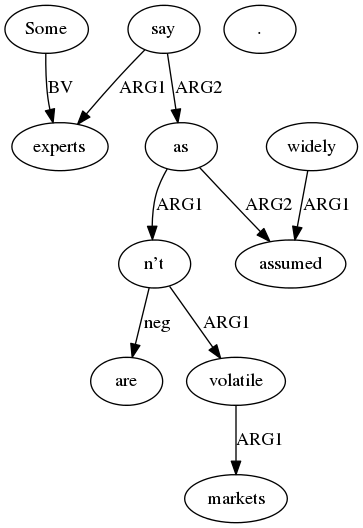 Some say .
BV ARG1 ARG2
experts as widely
ARG1 ARG2 ARG1
n't assumed
neg ARG1
are volatile
ARG1
markets